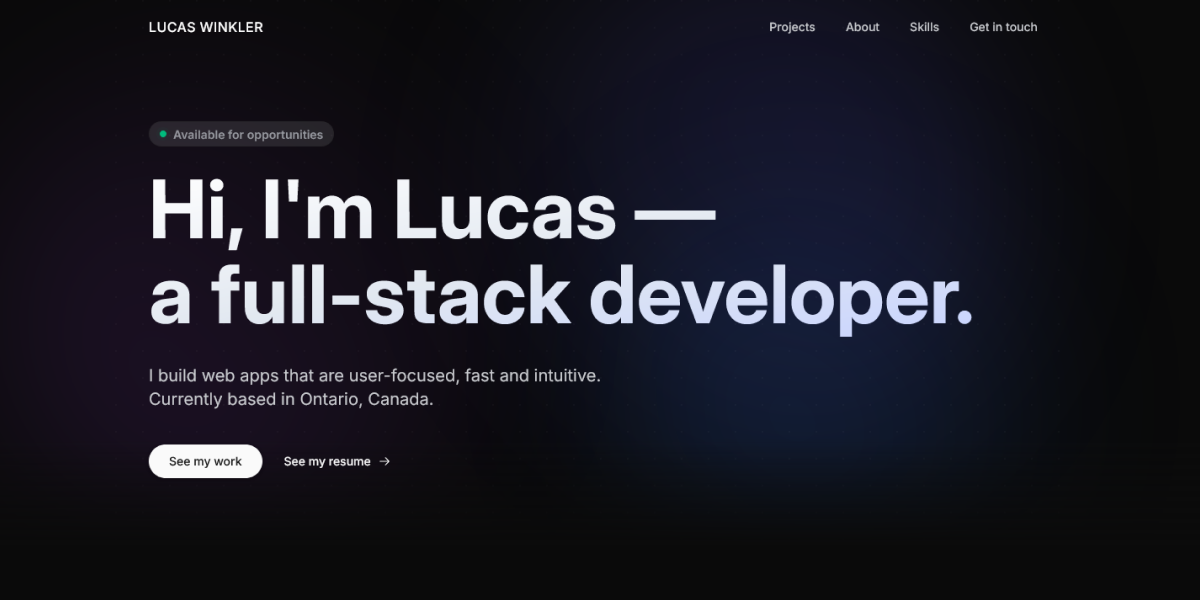 LUCAS WINKLER
Projects
About
Skills
Get in touch
Available for opportunities
Hi, I'm Lucas —
a full-stack developer.
I build web apps that are user-focused, fast and intuitive.
Currently based in Ontario, Canada.
See my work
See my resume →